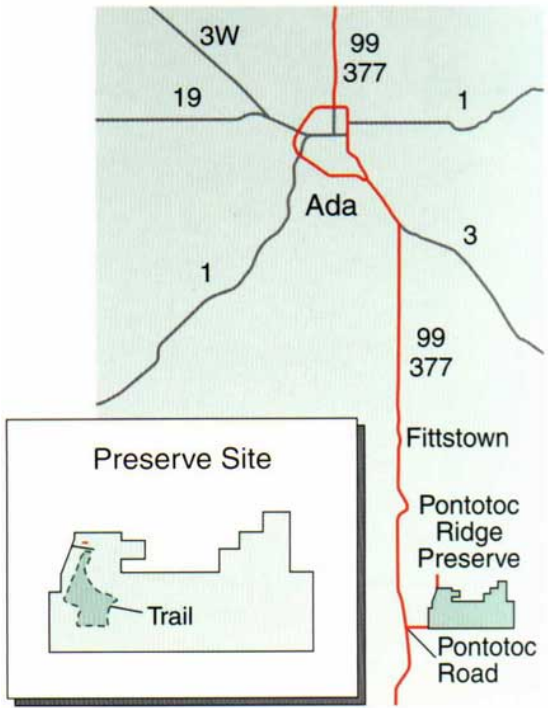 3W
99
377
19
1
Ada
3
1
99
377
Fittstown
Preserve Site
Trail
Pontotoc
Ridge
Preserve
Pontotoc
Road